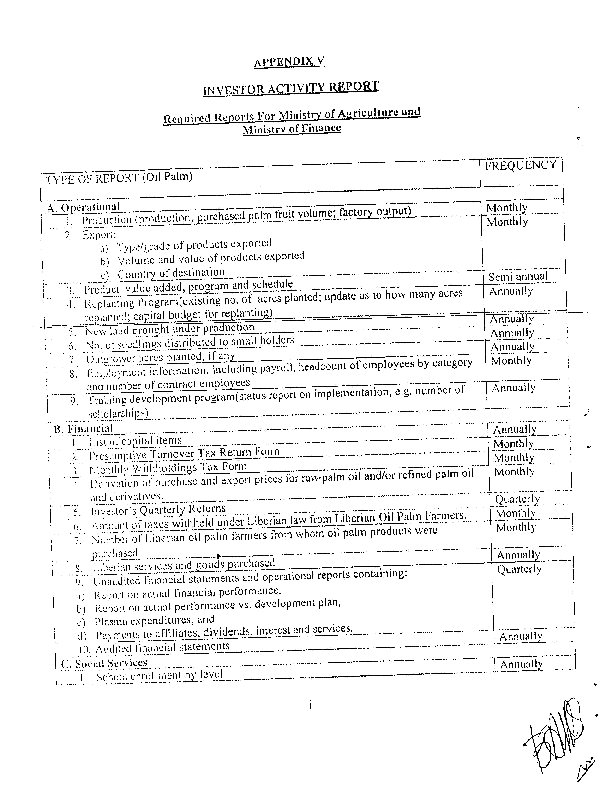 APPENDIX V
INVESTOR ACTIVITY REPORT
Required Reports For Ministry of Agriculture and
Ministry of Finance
TYPE OF REPORT (Oil Palm) FREQUENCY
A. Operational
1. Production (production, purchased palm fruit volume; factory output) Monthly
2. Export: Monthly
a) Type/grade of products exported
b) Volume and value of products exported
c) Country of destination
3. Product value added, program and schedule Semi annual
4. Replanting Program(existing no. of acres planted; update us to how many acres Annually
reported; capital budget for replanting)
5. New land brought under production Annually
6. No. of seedlings distributed to small holders Annually
7. Outgrower acres planted, if any Annually
8. Employment information, including payroll, headcount of employees by category Monthly
and number of contract employees
9. Training development program(status report on implementation, e.g. number of Annually
scholarships)
B. Financial
1. List of capital items Annually
2. Presumptive Turnover Tax Return Form Monthly
3. Monthly Withholdings Tax Form Monthly
Derivation of purchase and export prices for raw palm oil and/or refined palm oil Monthly
and derivatives.
5. Investor's Quarterly Returns Quarterly
6. Amount of taxes withheld under Liberian law from Liberian Oil Palm Farmers. Monthly
7. Number of Liberian oil palm farmers from whom oil palm products were Monthly
purchased
8. Liberian services and goods purchased Annually
9. Unaudited financial statements and operational reports containing: Quarterly
a) Report on actual financial performance,
b) Report on actual performance vs. development plan,
c) Plasma expenditures, and
d) Payments to affiliates, dividends, interest and services.
10. Audited financial statements Annually
C. Social Services
1. School enrollment by level Annually
i